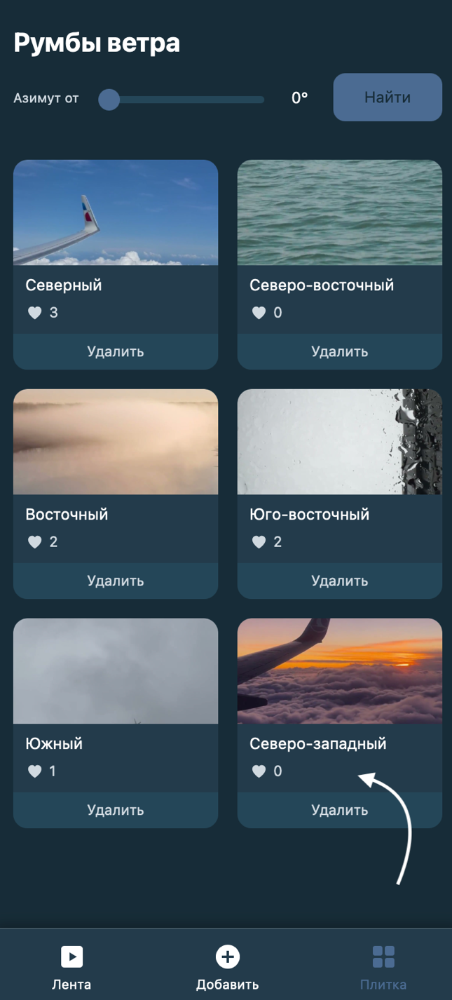 Румбы ветра
Азимут от 0° Найти
Северный Северо-восточный
3 0
Удалить Удалить
Восточный Юго-восточный
2 2
Удалить Удалить
Южный Северо-западный
1 0
Удалить Удалить
Лента Добавить Плитка